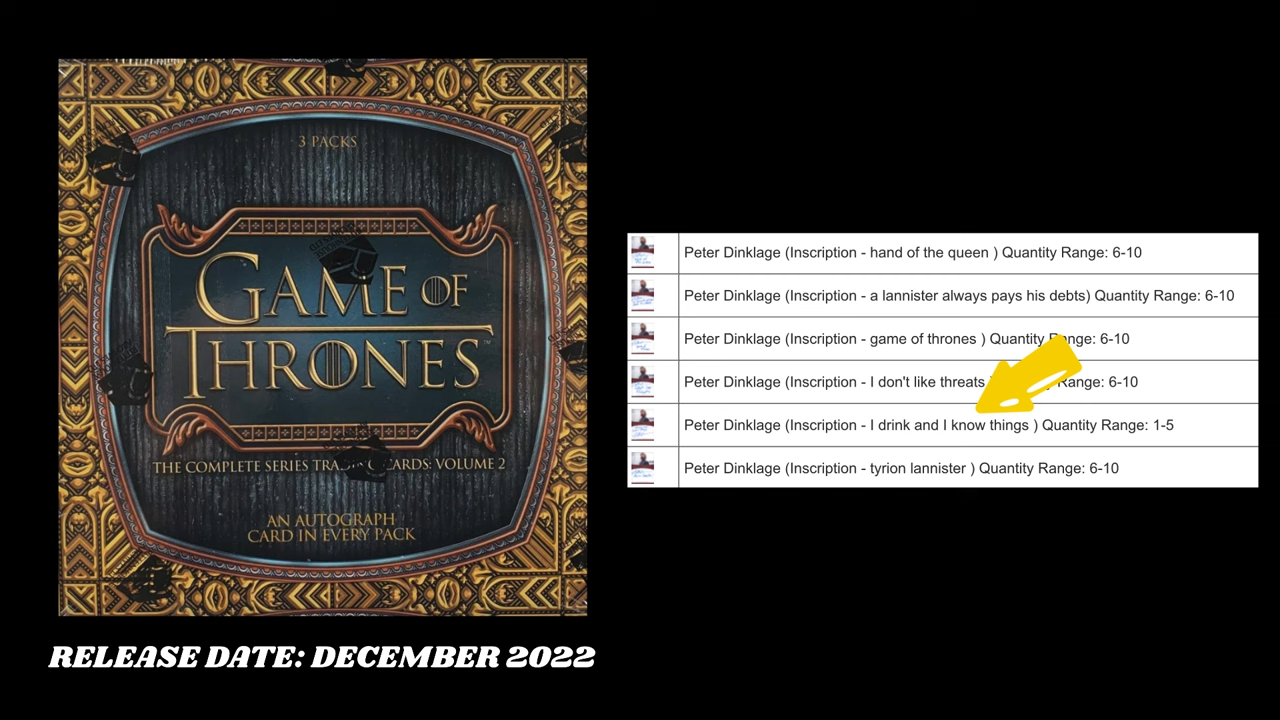 3 PACKS
GAME OF
THRONES™
THE COMPLETE SERIES TRADING CARDS: VOLUME 2
AN AUTOGRAPH
CARD IN EVERY PACK
RELEASE DATE: DECEMBER 2022
Peter Dinklage (Inscription - hand of the queen ) Quantity Range: 6-10
Peter Dinklage (Inscription - a lannister always pays his debts) Quantity Range: 6-10
Peter Dinklage (Inscription - game of thrones ) Quantity Range: 6-10
Peter Dinklage (Inscription - I don't like threats Range: 6-10
Peter Dinklage (Inscription - I drink and I know things ) Quantity Range: 1-5
Peter Dinklage (Inscription - tyrion lannister ) Quantity Range: 6-10